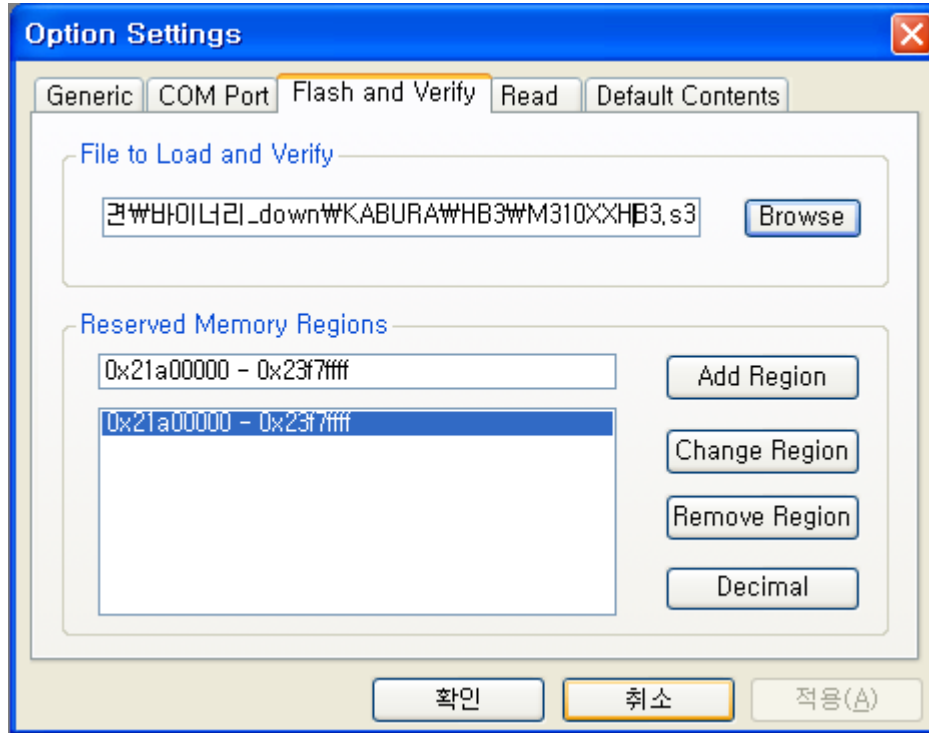 Option Settings
Generic COM Port Flash and Verify Read Default Contents
File to Load and Verify
견₩바이너리_down₩KABURA₩HB3₩M310XXHB3.s3 Browse
Reserved Memory Regions
0x21a00000 - 0x23f7ffff Add Region
0x21a00000 - 0x23f7ffff
Change Region
Remove Region
Decimal
확인 취소 적용(A)